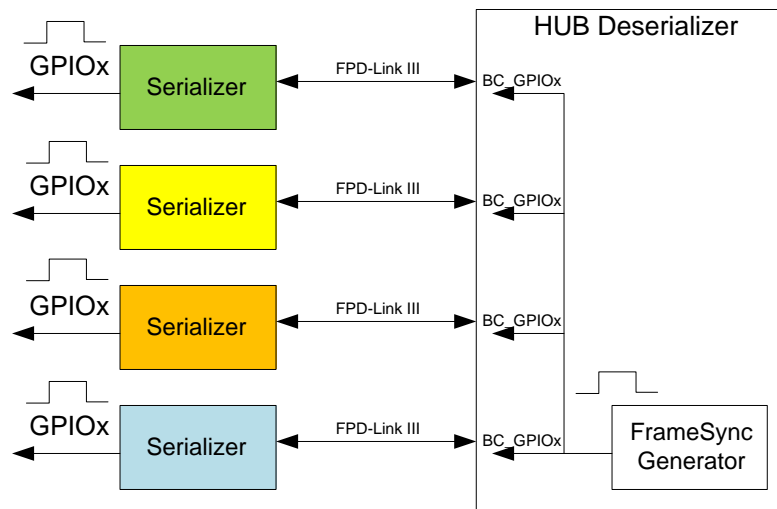 HUB Deserializer
GPIOx
Serializer
FPD-Link III
BC_GPIOx
GPIOx
Serializer
FPD-Link III
BC_GPIOx
GPIOx
Serializer
FPD-Link III
BC_GPIOx
GPIOx
Serializer
FPD-Link III
BC_GPIOx
FrameSync
Generator